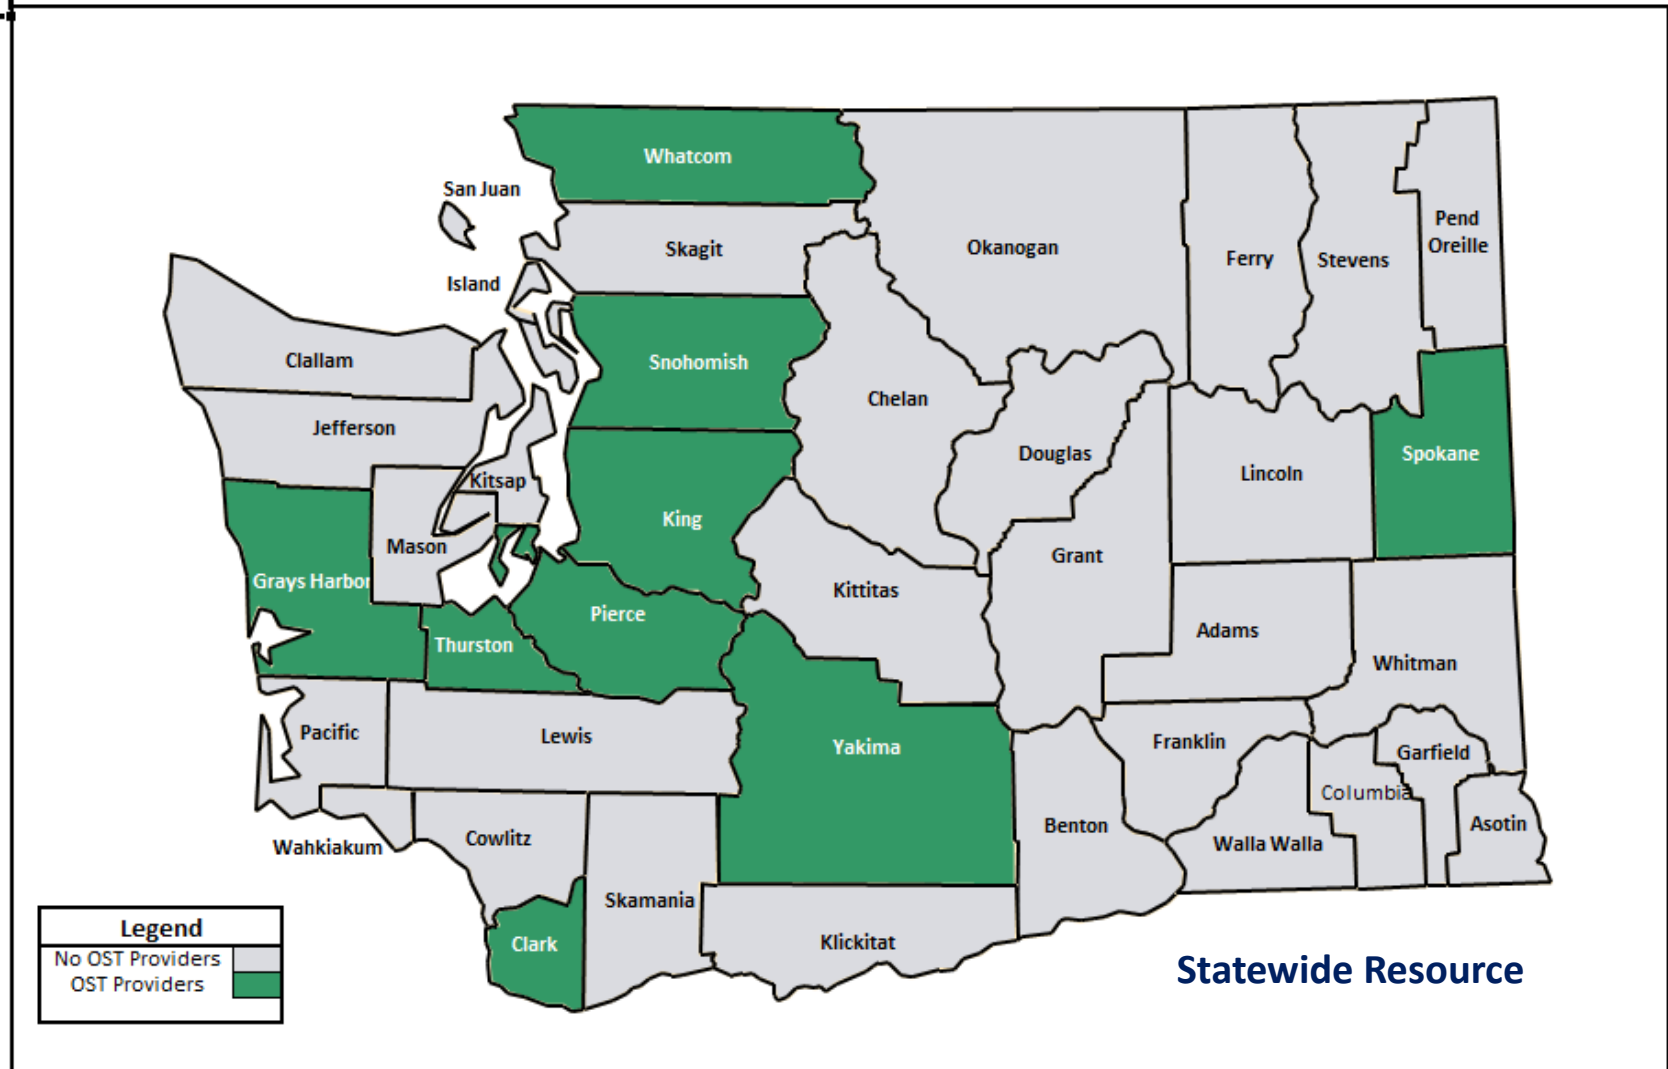 Whatcom
San Juan
Skagit
Okanogan
Pend
Oreille
Ferry
Stevens
Island
Clallam
Snohomish
Chelan
Jefferson
Douglas
Lincoln
Spokane
Kitsap
King
Mason
Grant
Grays Harbor
Kittitas
Pierce
Thurston
Adams
Whitman
Pacific
Lewis
Yakima
Franklin
Garfield
Columbia
Wahkiakum
Cowlitz
Benton
Walla Walla
Asotin
Skamania
Clark
Klickitat
Legend
No OST Providers
OST Providers
Statewide Resource